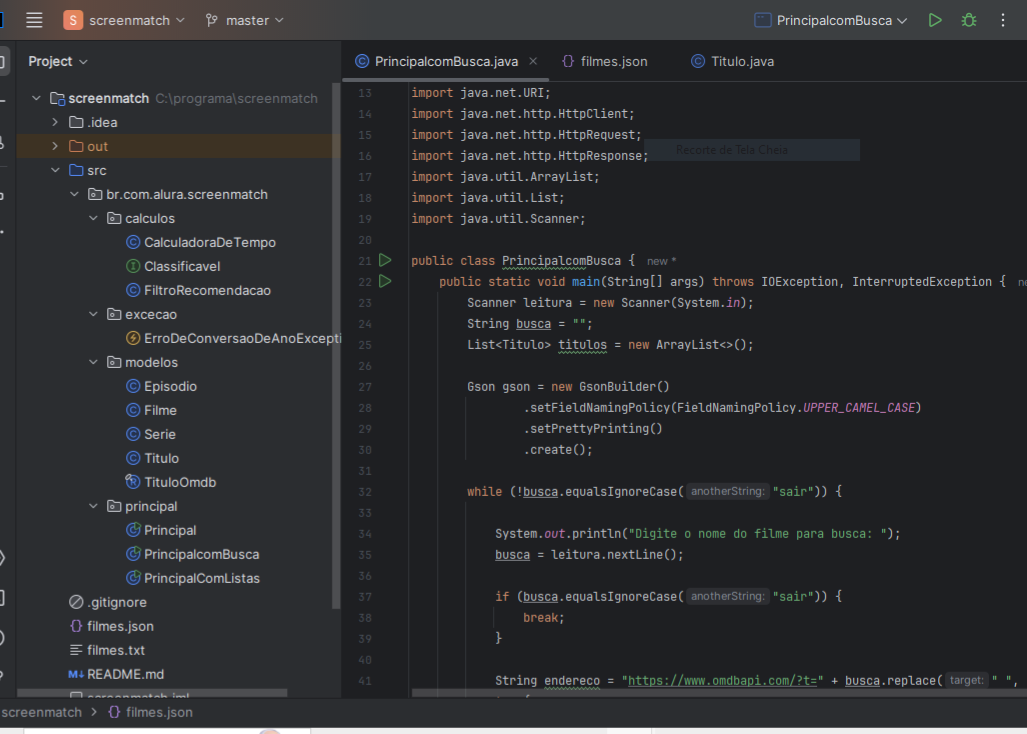 S screenmatch master PrincipalcomBusca
Project
PrincipalcomBusca.java filmes.json Titulo.java
screenmatch C:\programa\screenmatch
.idea
out
src
br.com.alura.screenmatch
calculos
CalculadoraDeTempo
Classificavel
FiltroRecomendacao
excecao
ErroDeConversaoDeAnoExcepti
modelos
Episodio
Filme
Serie
Titulo
TituloOmdb
principal
Principal
PrincipalcomBusca
PrincipalComListas
.gitignore
filmes.json
filmes.txt
README.md
screenmatch.iml
13 import java.net.URI;
14 import java.net.http.HttpClient;
15 import java.net.http.HttpRequest;
16 import java.net.http.HttpResponse;
Recorte de Tela Cheia
17 import java.util.ArrayList;
18 import java.util.List;
19 import java.util.Scanner;
20
21 public class PrincipalcomBusca { new *
22 public static void main(String[] args) throws IOException, InterruptedException { ne
23 Scanner leitura = new Scanner(System.in);
24 String busca = "";
25 List<Titulo> titulos = new ArrayList<>();
26
27 Gson gson = new GsonBuilder()
28 .setFieldNamingPolicy(FieldNamingPolicy.UPPER_CAMEL_CASE)
29 .setPrettyPrinting()
30 .create();
31
32 while (!busca.equalsIgnoreCase( anotherString: "sair")) {
33
34 System.out.println("Digite o nome do filme para busca: ");
35 busca = leitura.nextLine();
36
37 if (busca.equalsIgnoreCase( anotherString: "sair")) {
38 break;
39 }
40
41 String endereco = "https://www.omdbapi.com/?t=" + busca.replace( target: " ",
screenmatch > filmes.json